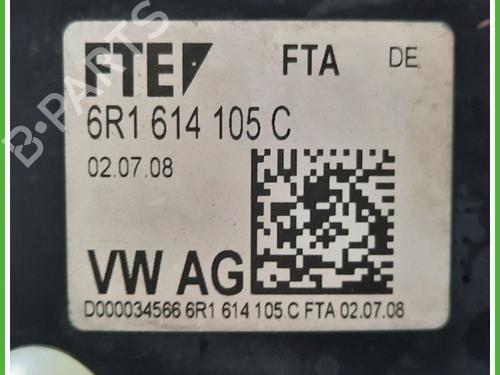 FTE FTA DE
6R1 614 105 C
02.07.08
VW AG
D000034566 6R1 614 105 C FTA 02.07.08
B-PARTS